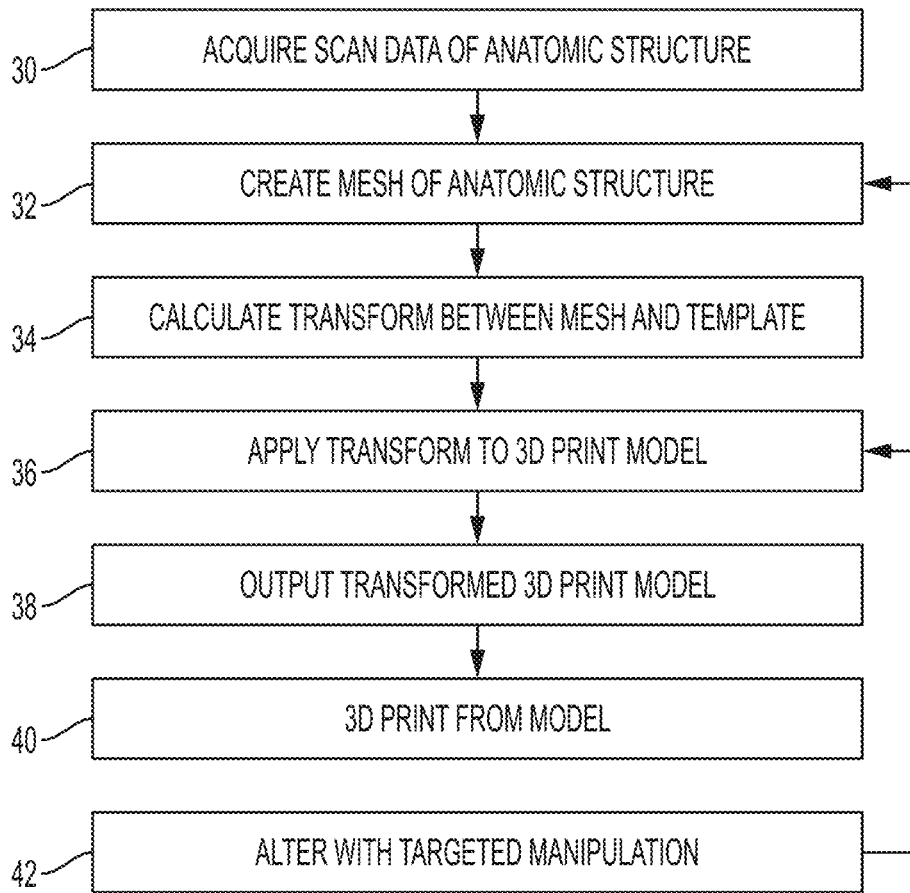 ACQUIRE SCAN DATA OF ANATOMIC STRUCTURE
30
CREATE MESH OF ANATOMIC STRUCTURE
32
CALCULATE TRANSFORM BETWEEN MESH AND TEMPLATE
34
APPLY TRANSFORM TO 3D PRINT MODEL
36
OUTPUT TRANSFORMED 3D PRINT MODEL
38
3D PRINT FROM MODEL
40
ALTER WITH TARGETED MANIPULATION
42